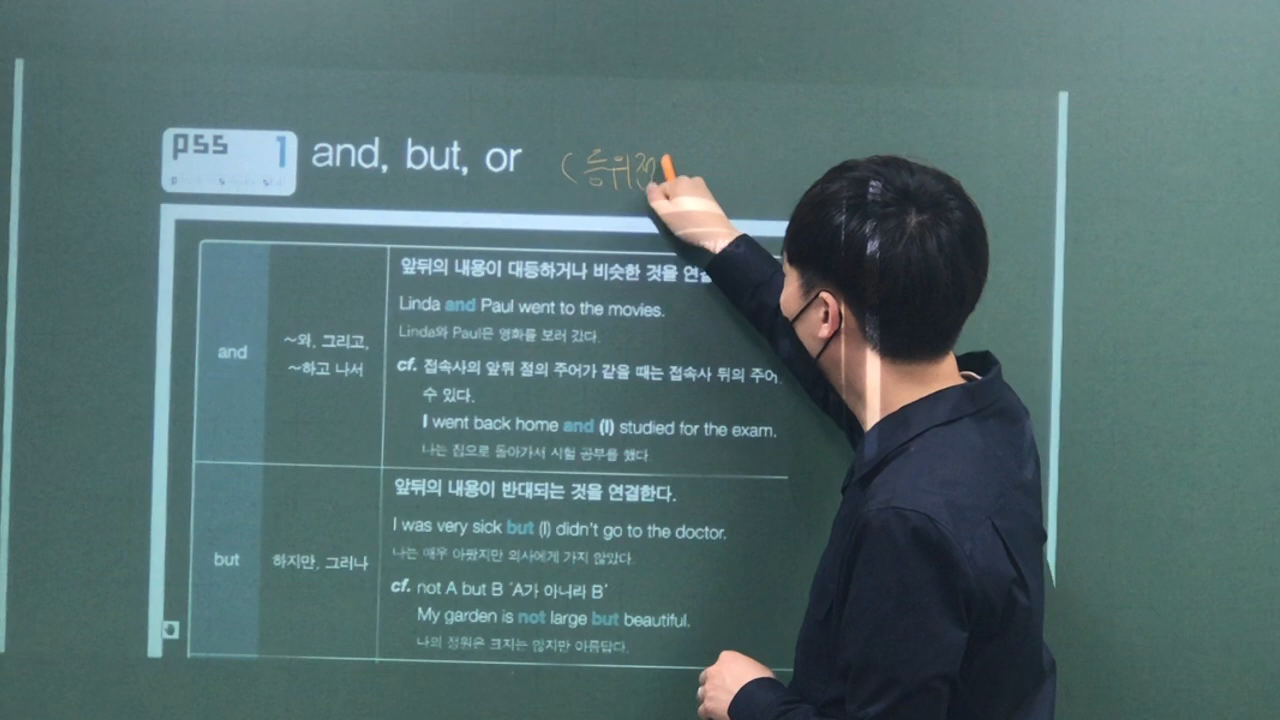 pss 1 and, but, or (등위접
앞뒤의 내용이 대등하거나 비슷한 것을 연결
Linda and Paul went to the movies.
Linda와 Paul은 영화를 보러 갔다.
and
~와, 그리고,
~하고 나서
cf. 접속사의 앞뒤 절의 주어가 같을 때는 접속사 뒤의 주어
수 있다.
I went back home and (I) studied for the exam.
나는 집으로 돌아가서 시험 공부를 했다.
앞뒤의 내용이 반대되는 것을 연결한다.
I was very sick but (I) didn't go to the doctor.
나는 매우 아팠지만 의사에게 가지 않았다.
but
하지만, 그러나
cf. not A but B ‘A가 아니라 B’
My garden is not large but beautiful.
나의 정원은 크지는 않지만 아름답다.